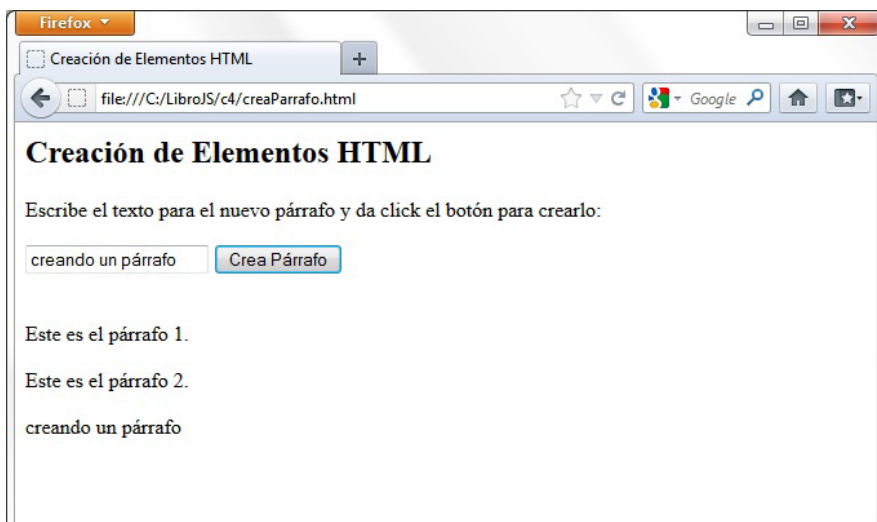 Firefox
Creación de Elementos HTML
file:///C:/LibroJS/c4/creaParrafo.html
Google
Creación de Elementos HTML
Escribe el texto para el nuevo párrafo y da click el botón para crearlo:
creando un párrafo Crea Párrafo
Este es el párrafo 1.
Este es el párrafo 2.
creando un párrafo